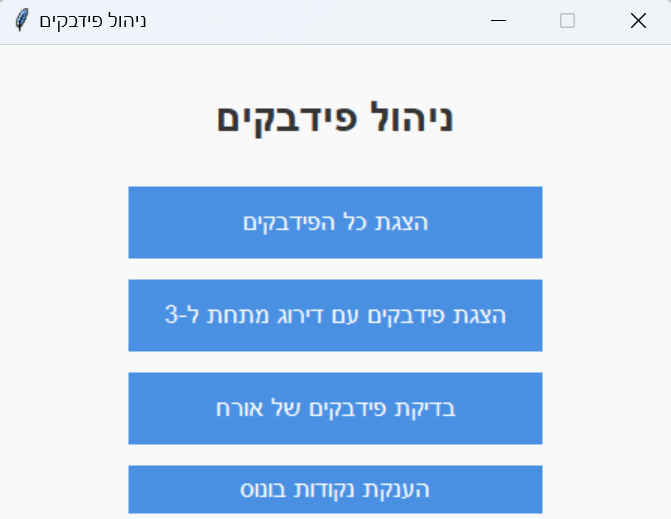 ניהול פידבקים
ניהול פידבקים
הצגת כל הפידבקים
הצגת פידבקים עם דירוג מתחת ל-3
בדיקת פידבקים של אורח
הענקת נקודות בונוס